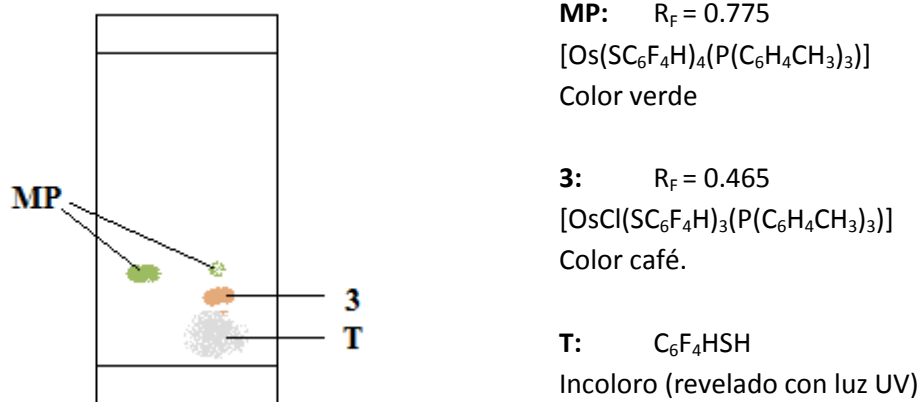 MP: R_F = 0.775
[Os(SC₆F₄H)₄(P(C₆H₄CH₃)₃)]
Color verde
MP
3: R_F = 0.465
[OsCl(SC₆F₄H)₃(P(C₆H₄CH₃)₃)]
Color café.
3
T
T: C₆F₄HSH
Incoloro (revelado con luz UV)